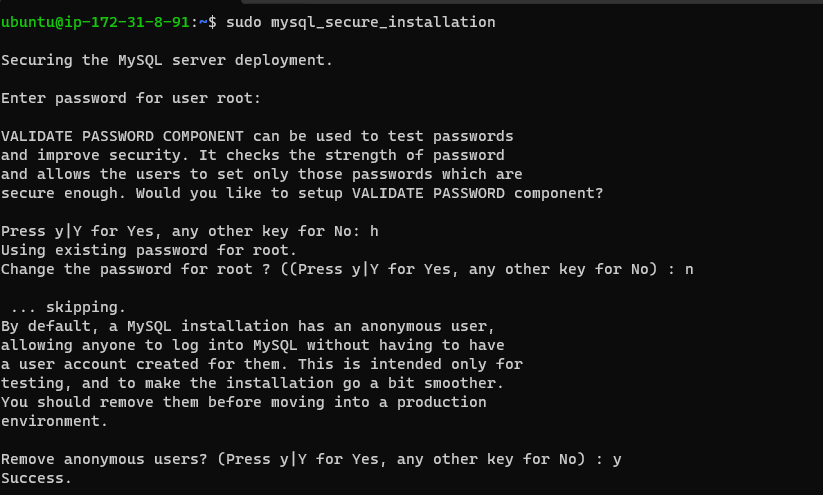 ubuntu@ip-172-31-8-91:~$ sudo mysql_secure_installation
Securing the MySQL server deployment.
Enter password for user root:
VALIDATE PASSWORD COMPONENT can be used to test passwords
and improve security. It checks the strength of password
and allows the users to set only those passwords which are
secure enough. Would you like to setup VALIDATE PASSWORD component?
Press y|Y for Yes, any other key for No: h
Using existing password for root.
Change the password for root ? ((Press y|Y for Yes, any other key for No) : n
... skipping.
By default, a MySQL installation has an anonymous user,
allowing anyone to log into MySQL without having to have
a user account created for them. This is intended only for
testing, and to make the installation go a bit smoother.
You should remove them before moving into a production
environment.
Remove anonymous users? (Press y|Y for Yes, any other key for No) : y
Success.